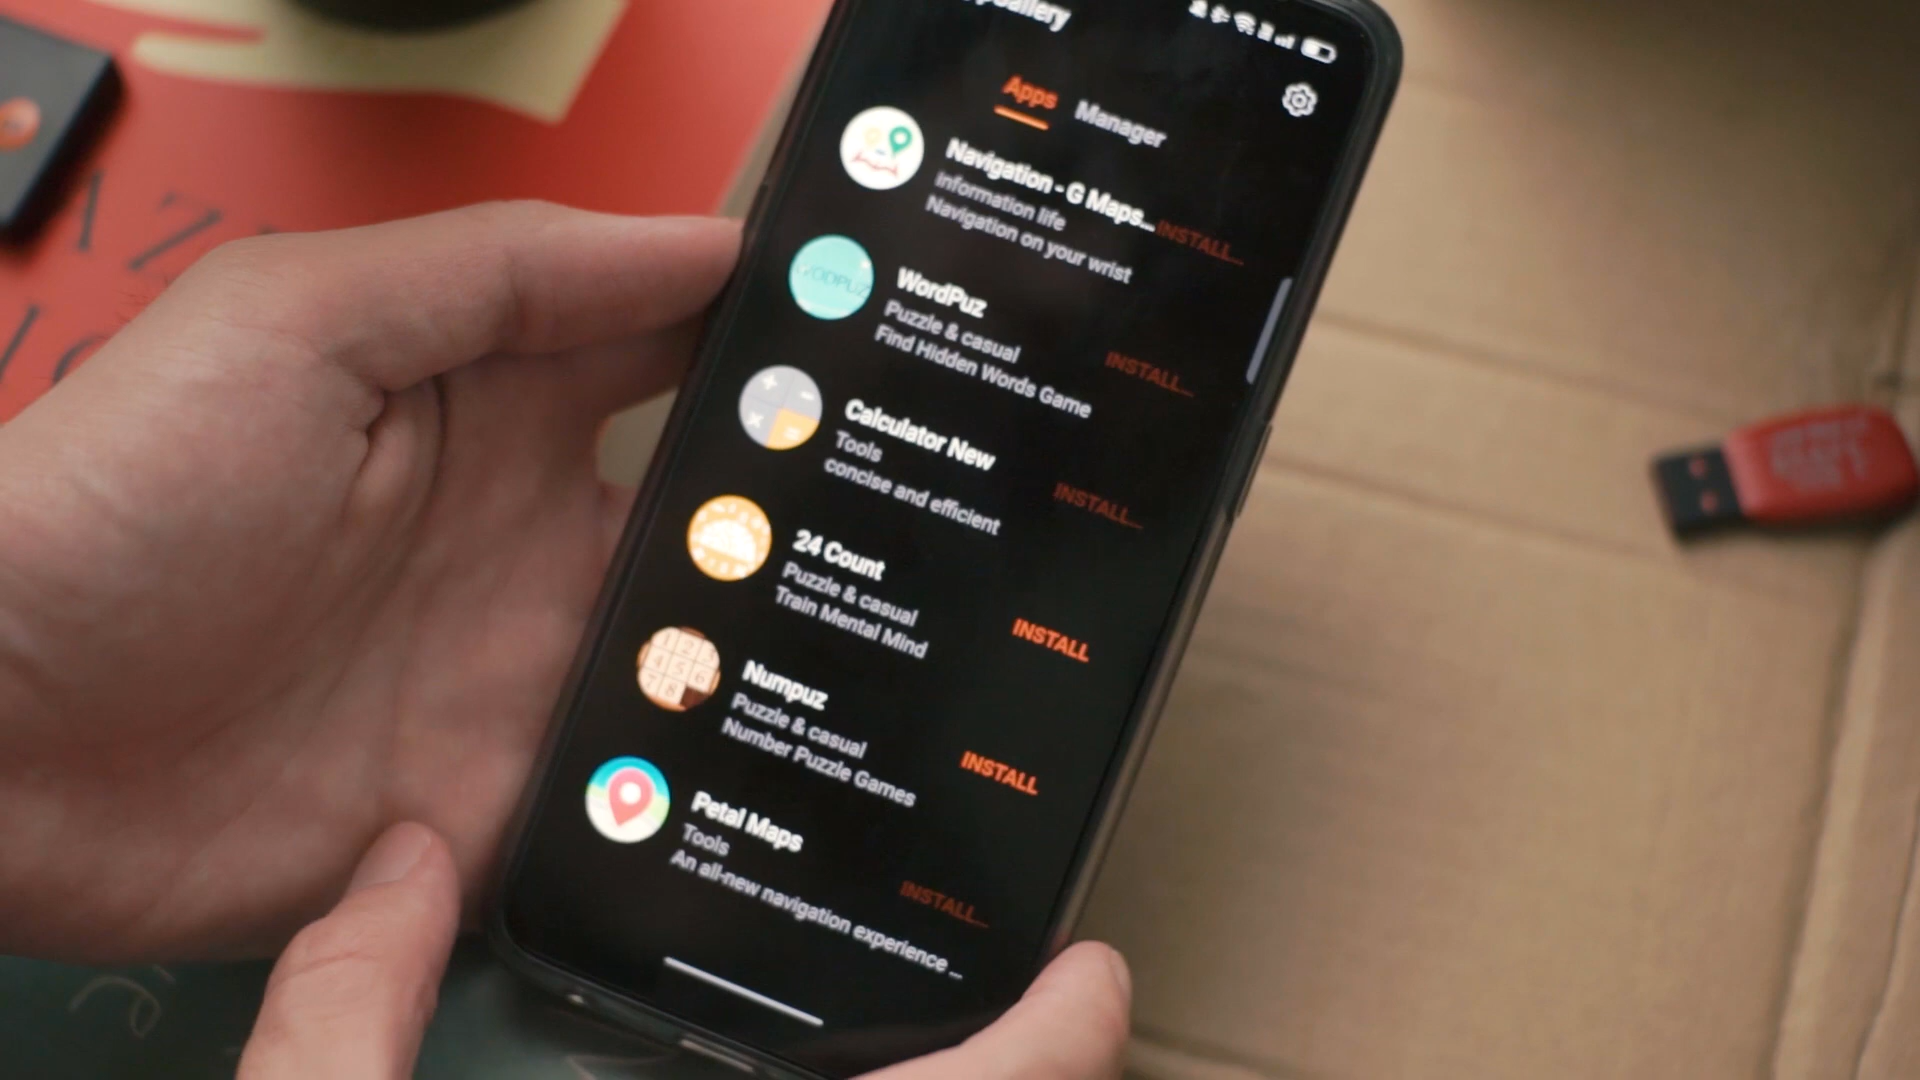 Apps Manager
Navigation - G Maps...
Information life
Navigation on your wrist
INSTALL...
WordPuz
Puzzle & casual
Find Hidden Words Game
INSTALL...
Calculator New
Tools
concise and efficient
INSTALL...
24 Count
Puzzle & casual
Train Mental Mind
INSTALL
Numpuz
Puzzle & casual
Number Puzzle Games
INSTALL
Petal Maps
Tools
An all-new navigation experience ...
INSTALL...